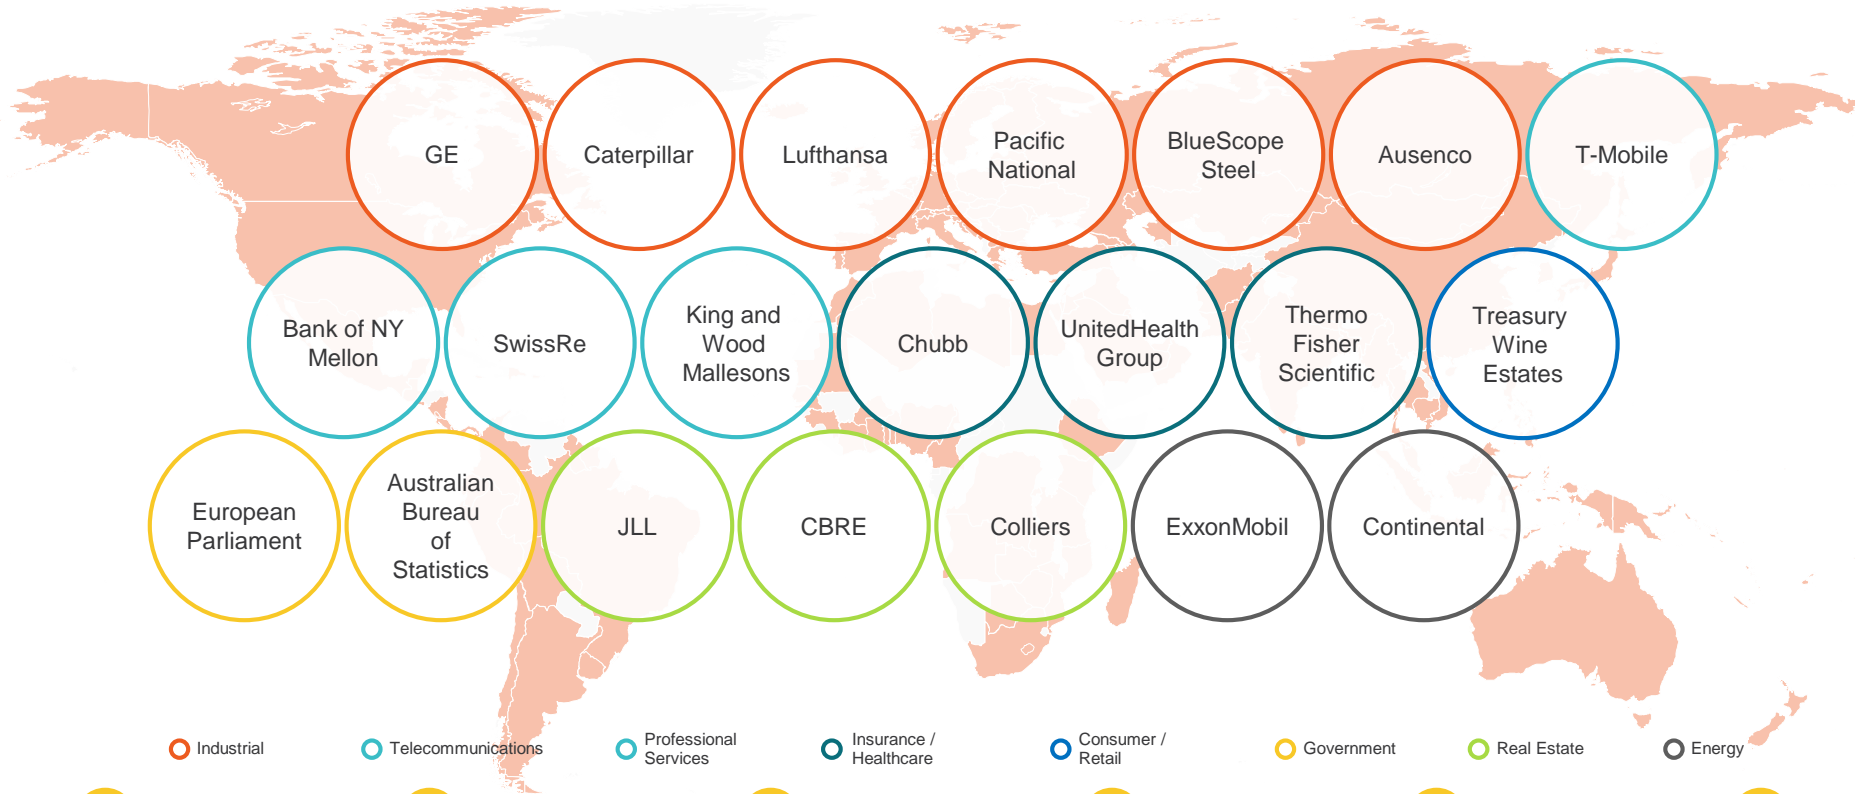 GE
Caterpillar
Lufthansa
Pacific
National
BlueScope
Steel
Ausenco
T-Mobile
Bank of NY
Mellon
SwissRe
King and
Wood
Mallesons
Chubb
UnitedHealth
Group
Thermo
Fisher
Scientific
Treasury
Wine
Estates
European
Parliament
Australian
Bureau
of
Statistics
JLL
CBRE
Colliers
ExxonMobil
Continental
Industrial
Telecommunications
Professional
Services
Insurance /
Healthcare
Consumer /
Retail
Government
Real Estate
Energy